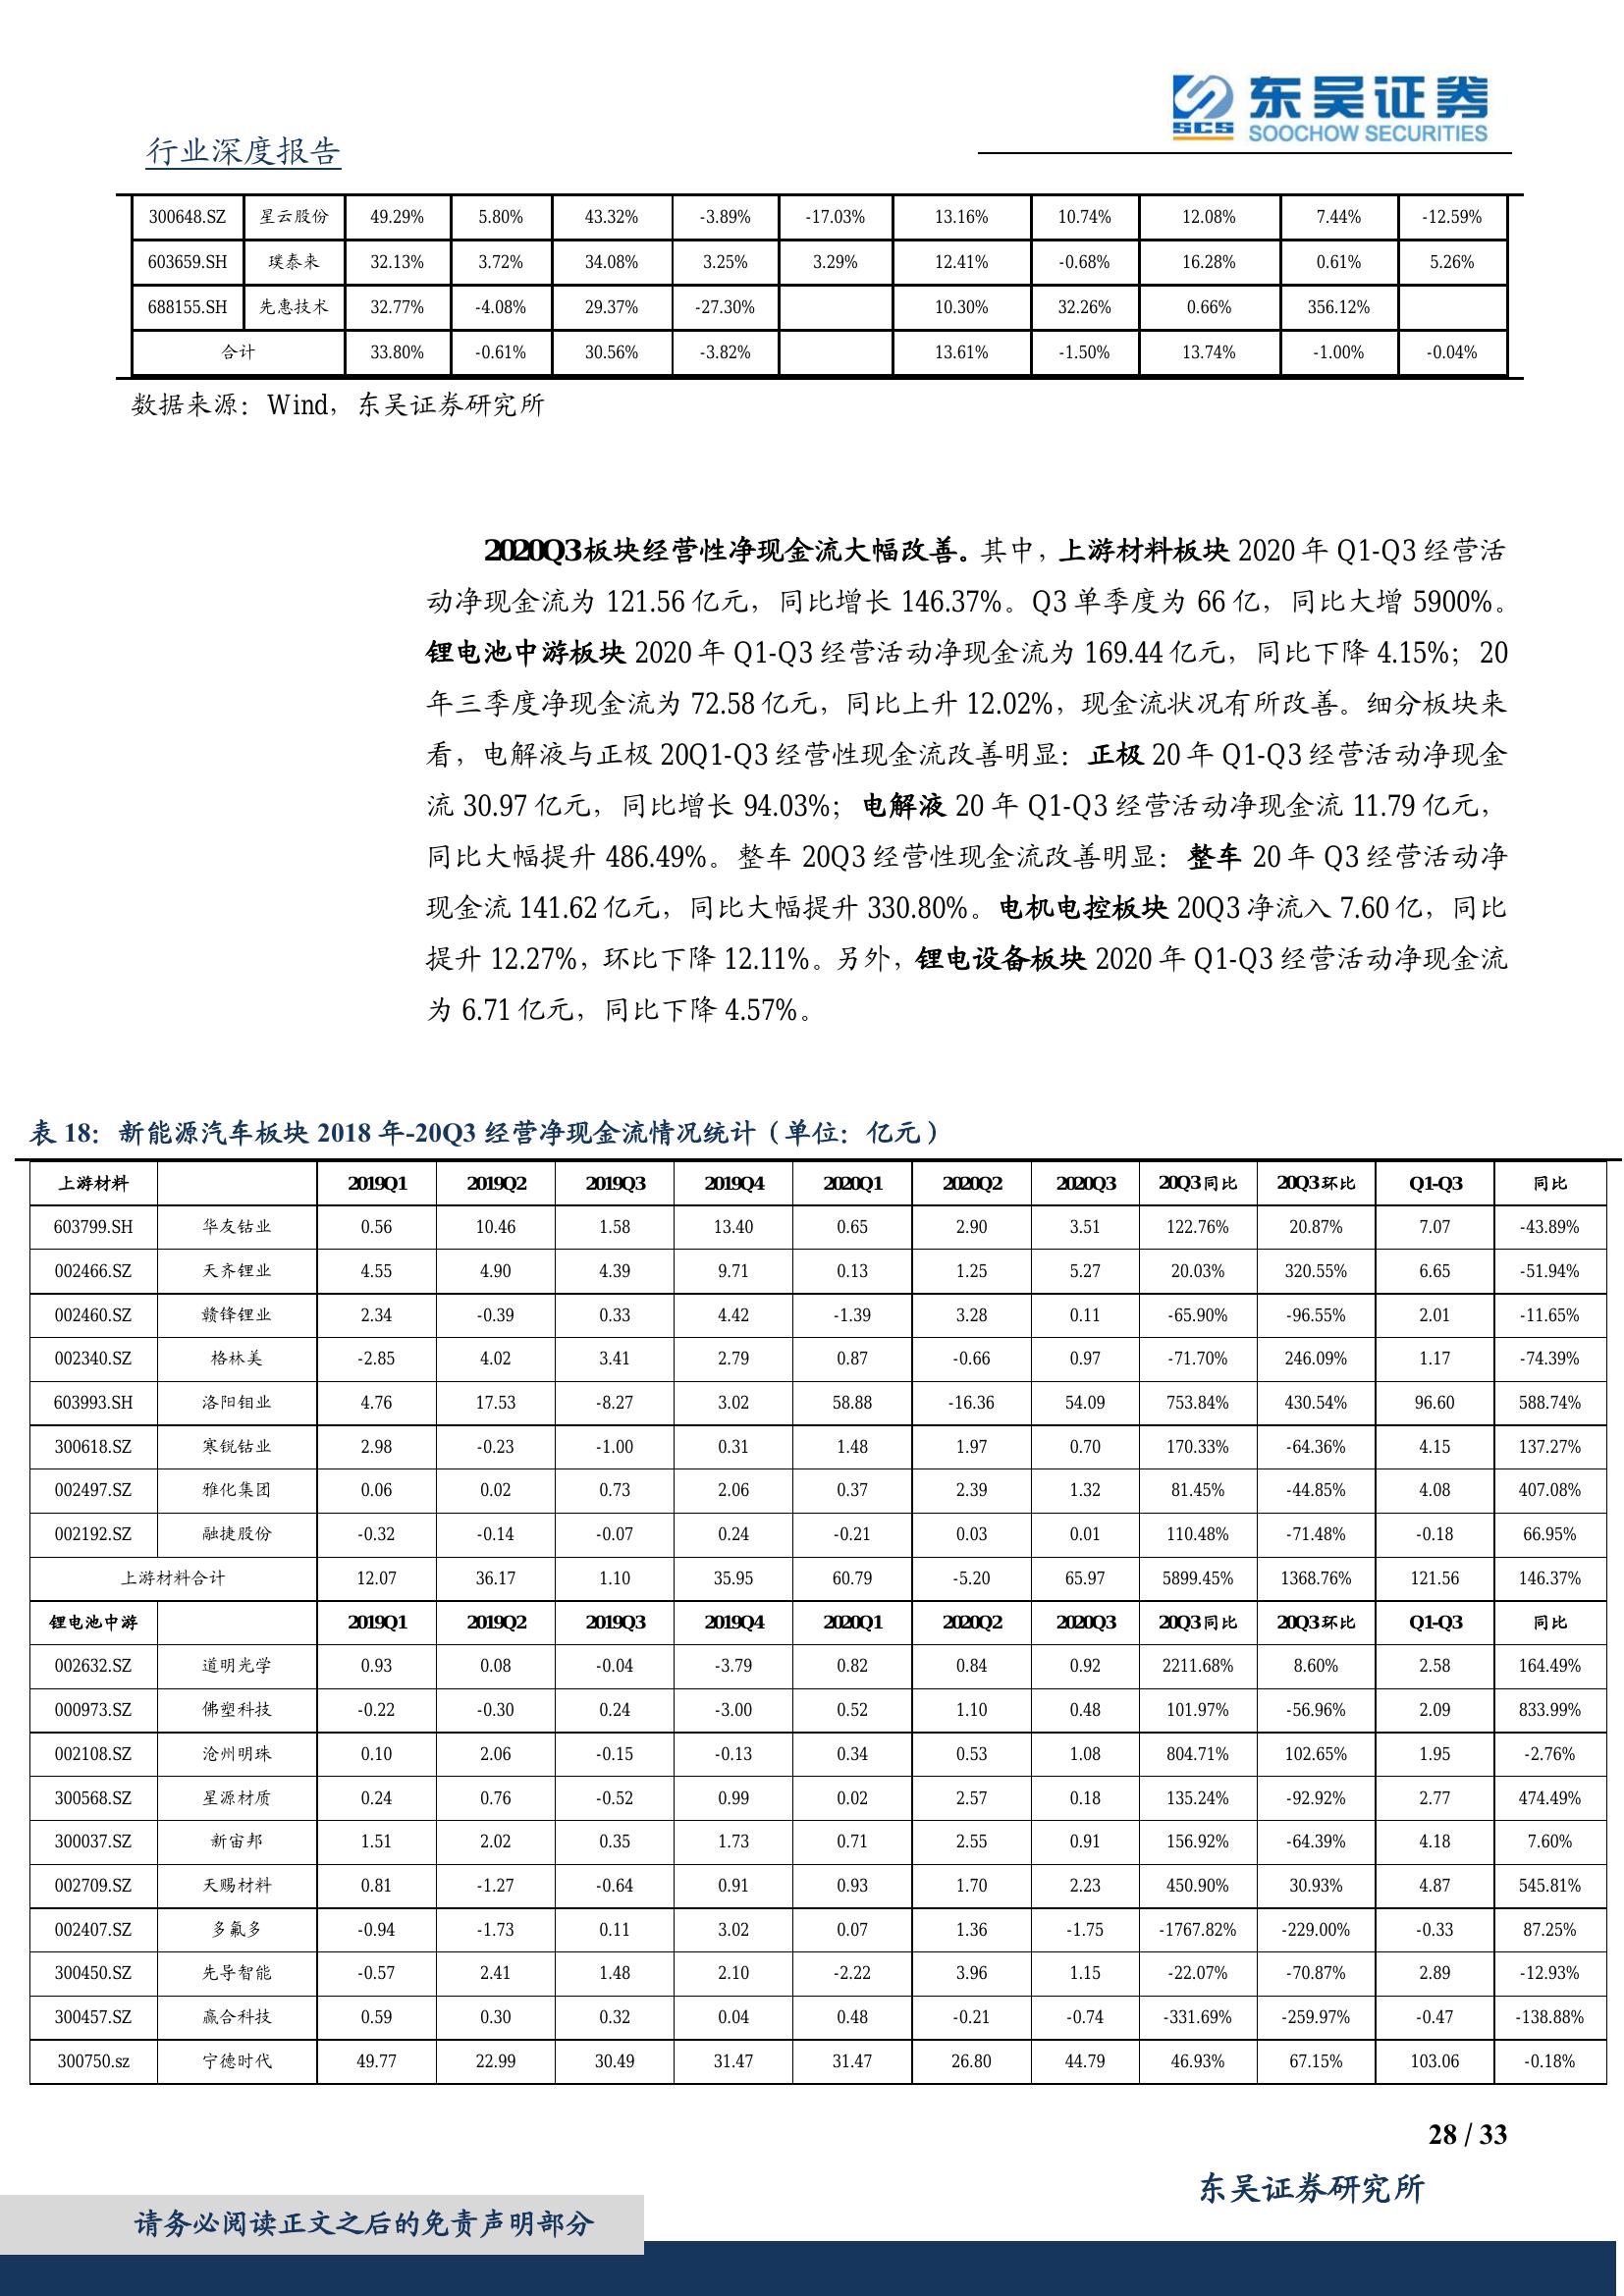 东吴证券
SCS
SOOCHOW SECURITIES
行业深度报告
300648.SZ 星云股份 49.29% 5.80% 43.32% -3.89% -17.03% 13.16% 10.74% 12.08% 7.44% -12.59%
603659.SH 璞泰来 32.13% 3.72% 34.08% 3.25% 3.29% 12.41% -0.68% 16.28% 0.61% 5.26%
688155.SH 先惠技术 32.77% -4.08% 29.37% -27.30% 10.30% 32.26% 0.66% 356.12%
合计 33.80% -0.61% 30.56% -3.82% 13.61% -1.50% 13.74% -1.00% -0.04%
数据来源：Wind，东吴证券研究所
2020Q3板块经营性净现金流大幅改善。其中，上游材料板块 2020 年 Q1-Q3 经营活
动净现金流为 121.56 亿元，同比增长 146.37%。Q3 单季度为 66 亿，同比大增 5900%。
锂电池中游板块 2020 年 Q1-Q3 经营活动净现金流为 169.44 亿元，同比下降 4.15%；20
年三季度净现金流为 72.58 亿元，同比上升 12.02%，现金流状况有所改善。细分板块来
看，电解液与正极 20Q1-Q3 经营性现金流改善明显：正极 20 年 Q1-Q3 经营活动净现金
流 30.97 亿元，同比增长 94.03%；电解液 20 年 Q1-Q3 经营活动净现金流 11.79 亿元，
同比大幅提升 486.49%。整车 20Q3 经营性现金流改善明显：整车 20 年 Q3 经营活动净
现金流 141.62 亿元，同比大幅提升 330.80%。电机电控板块 20Q3 净流入 7.60 亿，同比
提升 12.27%，环比下降 12.11%。另外，锂电设备板块 2020 年 Q1-Q3 经营活动净现金流
为 6.71 亿元，同比下降 4.57%。
表 18：新能源汽车板块 2018 年-20Q3 经营净现金流情况统计（单位：亿元）
上游材料 2019Q1 2019Q2 2019Q3 2019Q4 2020Q1 2020Q2 2020Q3 20Q3同比 20Q3环比 Q1-Q3 同比
603799.SH 华友钴业 0.56 10.46 1.58 13.40 0.65 2.90 3.51 122.76% 20.87% 7.07 -43.89%
002466.SZ 天齐锂业 4.55 4.90 4.39 9.71 0.13 1.25 5.27 20.03% 320.55% 6.65 -51.94%
002460.SZ 赣锋锂业 2.34 -0.39 0.33 4.42 -1.39 3.28 0.11 -65.90% -96.55% 2.01 -11.65%
002340.SZ 格林美 -2.85 4.02 3.41 2.79 0.87 -0.66 0.97 -71.70% 246.09% 1.17 -74.39%
603993.SH 洛阳钼业 4.76 17.53 -8.27 3.02 58.88 -16.36 54.09 753.84% 430.54% 96.60 588.74%
300618.SZ 寒锐钴业 2.98 -0.23 -1.00 0.31 1.48 1.97 0.70 170.33% -64.36% 4.15 137.27%
002497.SZ 雅化集团 0.06 0.02 0.73 2.06 0.37 2.39 1.32 81.45% -44.85% 4.08 407.08%
002192.SZ 融捷股份 -0.32 -0.14 -0.07 0.24 -0.21 0.03 0.01 110.48% -71.48% -0.18 66.95%
上游材料合计 12.07 36.17 1.10 35.95 60.79 -5.20 65.97 5899.45% 1368.76% 121.56 146.37%
锂电池中游 2019Q1 2019Q2 2019Q3 2019Q4 2020Q1 2020Q2 2020Q3 20Q3同比 20Q3环比 Q1-Q3 同比
002632.SZ 道明光学 0.93 0.08 -0.04 -3.79 0.82 0.84 0.92 2211.68% 8.60% 2.58 164.49%
000973.SZ 佛塑科技 -0.22 -0.30 0.24 -3.00 0.52 1.10 0.48 101.97% -56.96% 2.09 833.99%
002108.SZ 沧州明珠 0.10 2.06 -0.15 -0.13 0.34 0.53 1.08 804.71% 102.65% 1.95 -2.76%
300568.SZ 星源材质 0.24 0.76 -0.52 0.99 0.02 2.57 0.18 135.24% -92.92% 2.77 474.49%
300037.SZ 新宙邦 1.51 2.02 0.35 1.73 0.71 2.55 0.91 156.92% -64.39% 4.18 7.60%
002709.SZ 天赐材料 0.81 -1.27 -0.64 0.91 0.93 1.70 2.23 450.90% 30.93% 4.87 545.81%
002407.SZ 多氟多 -0.94 -1.73 0.11 3.02 0.07 1.36 -1.75 -1767.82% -229.00% -0.33 87.25%
300450.SZ 先导智能 -0.57 2.41 1.48 2.10 -2.22 3.96 1.15 -22.07% -70.87% 2.89 -12.93%
300457.SZ 赢合科技 0.59 0.30 0.32 0.04 0.48 -0.21 -0.74 -331.69% -259.97% -0.47 -138.88%
300750.sz 宁德时代 49.77 22.99 30.49 31.47 31.47 26.80 44.79 46.93% 67.15% 103.06 -0.18%
28 / 33
东吴证券研究所
请务必阅读正文之后的免责声明部分